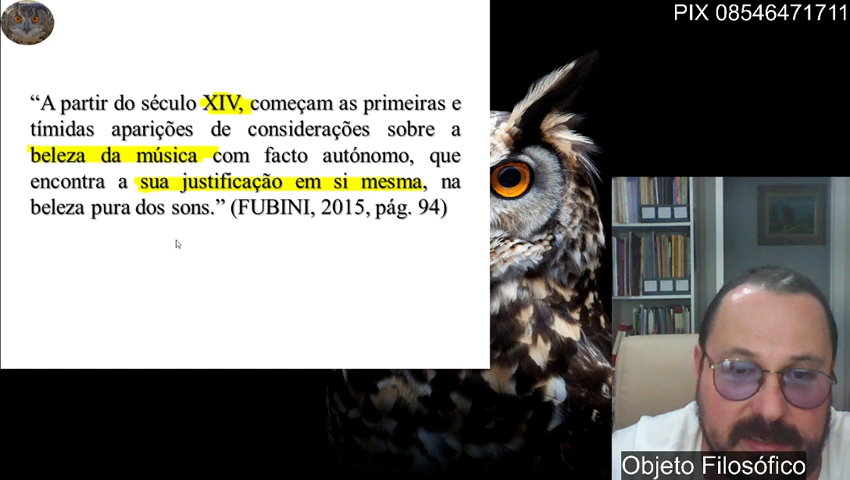 PIX 08546471711
“A partir do século XIV, começam as primeiras e
tímidas aparições de considerações sobre a
beleza da música com facto autónomo, que
encontra a sua justificação em si mesma, na
beleza pura dos sons.” (FUBINI, 2015, pág. 94)
Objeto Filosófico